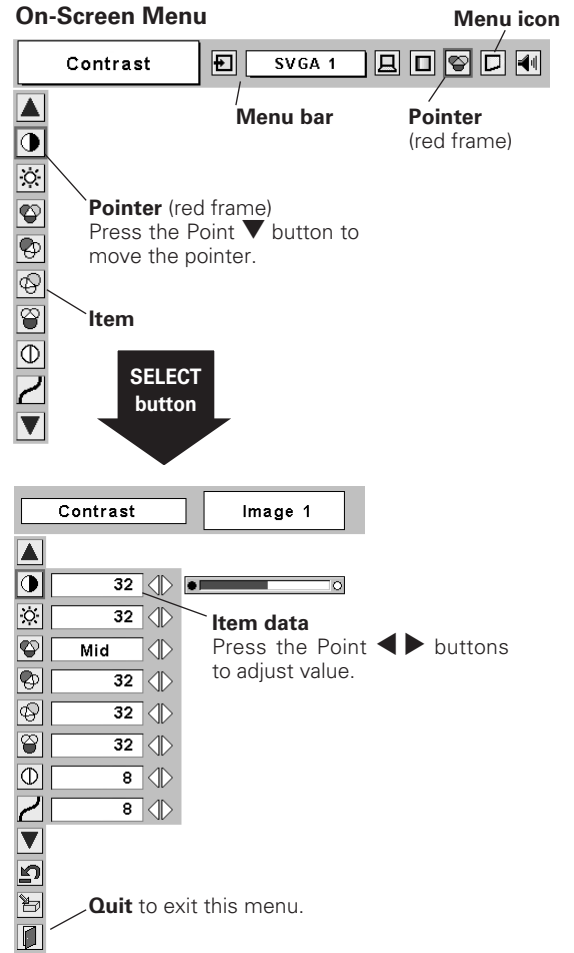 On-Screen Menu
Menu icon
Contrast
SVGA 1
Menu bar
Pointer
(red frame)
Pointer (red frame)
Press the Point ▼ button to
move the pointer.
Item
SELECT
button
Contrast
Image 1
32
32
Mid
32
32
32
8
8
Item data
Press the Point ◀▶ buttons
to adjust value.
Quit to exit this menu.